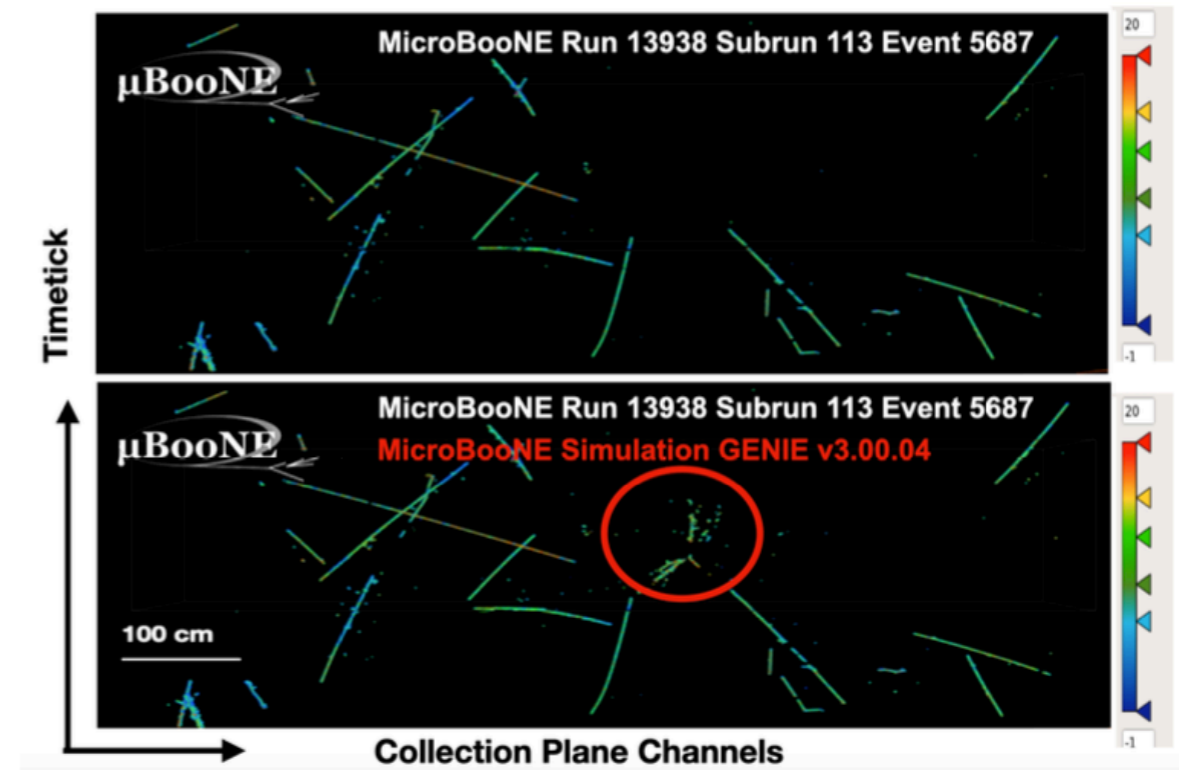 MicroBooNE Run 13938 Subrun 113 Event 5687
µBooNE
20
-1
Timetick
MicroBooNE Run 13938 Subrun 113 Event 5687
µBooNE
MicroBooNE Simulation GENIE v3.00.04
20
100 cm
-1
Collection Plane Channels